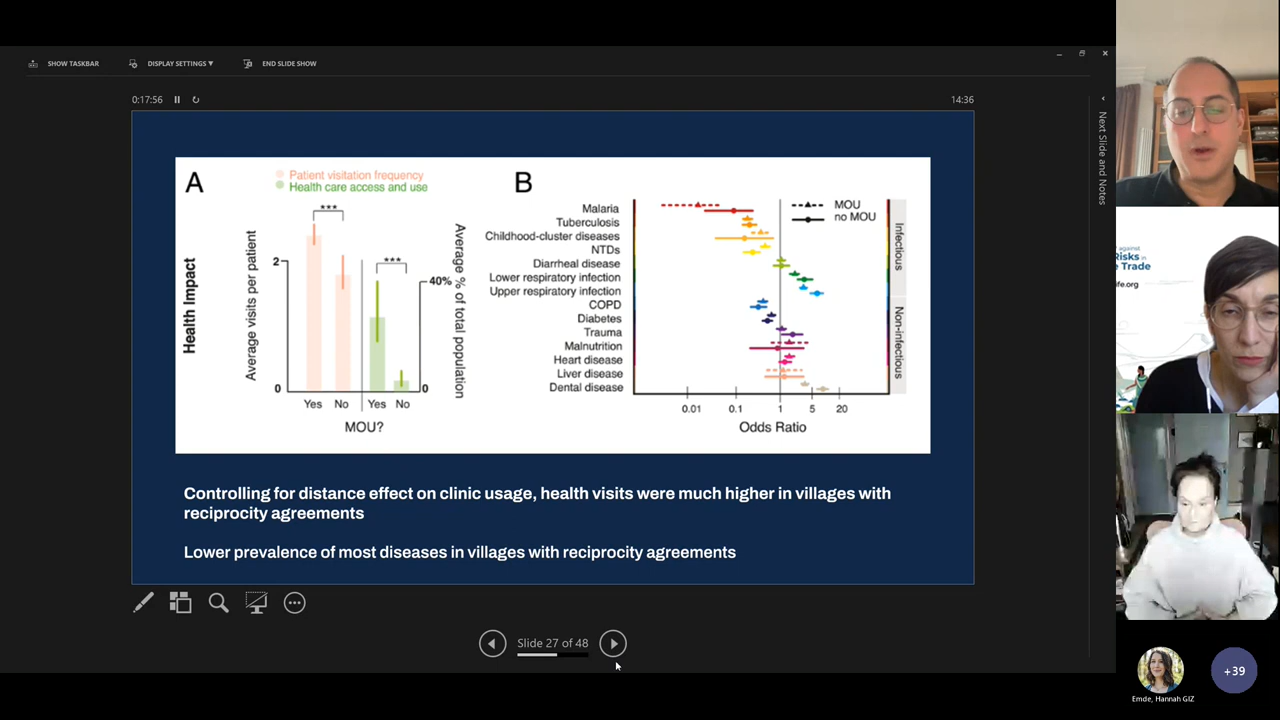 SHOW TASKBAR
DISPLAY SETTINGS ▼
END SLIDE SHOW
0:17:56
14:36
Next Slide and Notes
A
Patient visitation frequency
Health care access and use
***
***
Health Impact
Average visits per patient
2
0
40%
0
Average % of total population
Yes No Yes No
MOU?
B
MOU
no MOU
Malaria
Tuberculosis
Childhood-cluster diseases
NTDs
Diarrheal disease
Lower respiratory infection
Upper respiratory infection
COPD
Diabetes
Trauma
Malnutrition
Heart disease
Liver disease
Dental disease
Infectious
Non-infectious
0.01 0.1 1 5 20
Odds Ratio
Controlling for distance effect on clinic usage, health visits were much higher in villages with
reciprocity agreements
Lower prevalence of most diseases in villages with reciprocity agreements
Slide 27 of 48
against
Risks in
Trade
ife.org
Emde, Hannah GIZ
+39